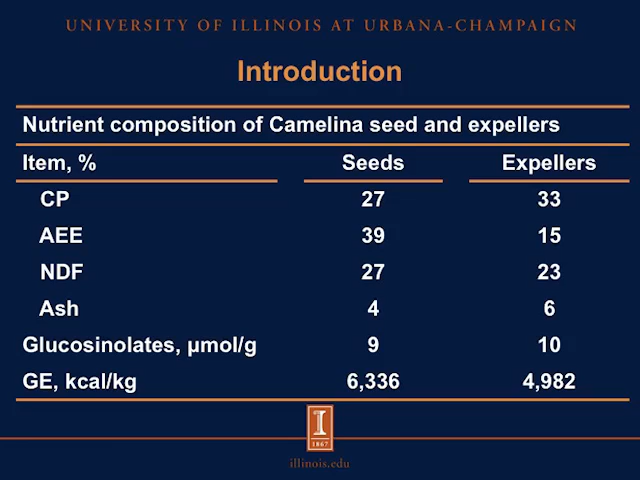 UNIVERSITY OF ILLINOIS AT URBANA-CHAMPAIGN
Introduction
Nutrient composition of Camelina seed and expellers
Item, % Seeds Expellers
CP 27 33
AEE 39 15
NDF 27 23
Ash 4 6
Glucosinolates, µmol/g 9 10
GE, kcal/kg 6,336 4,982
I
1867
illinois.edu